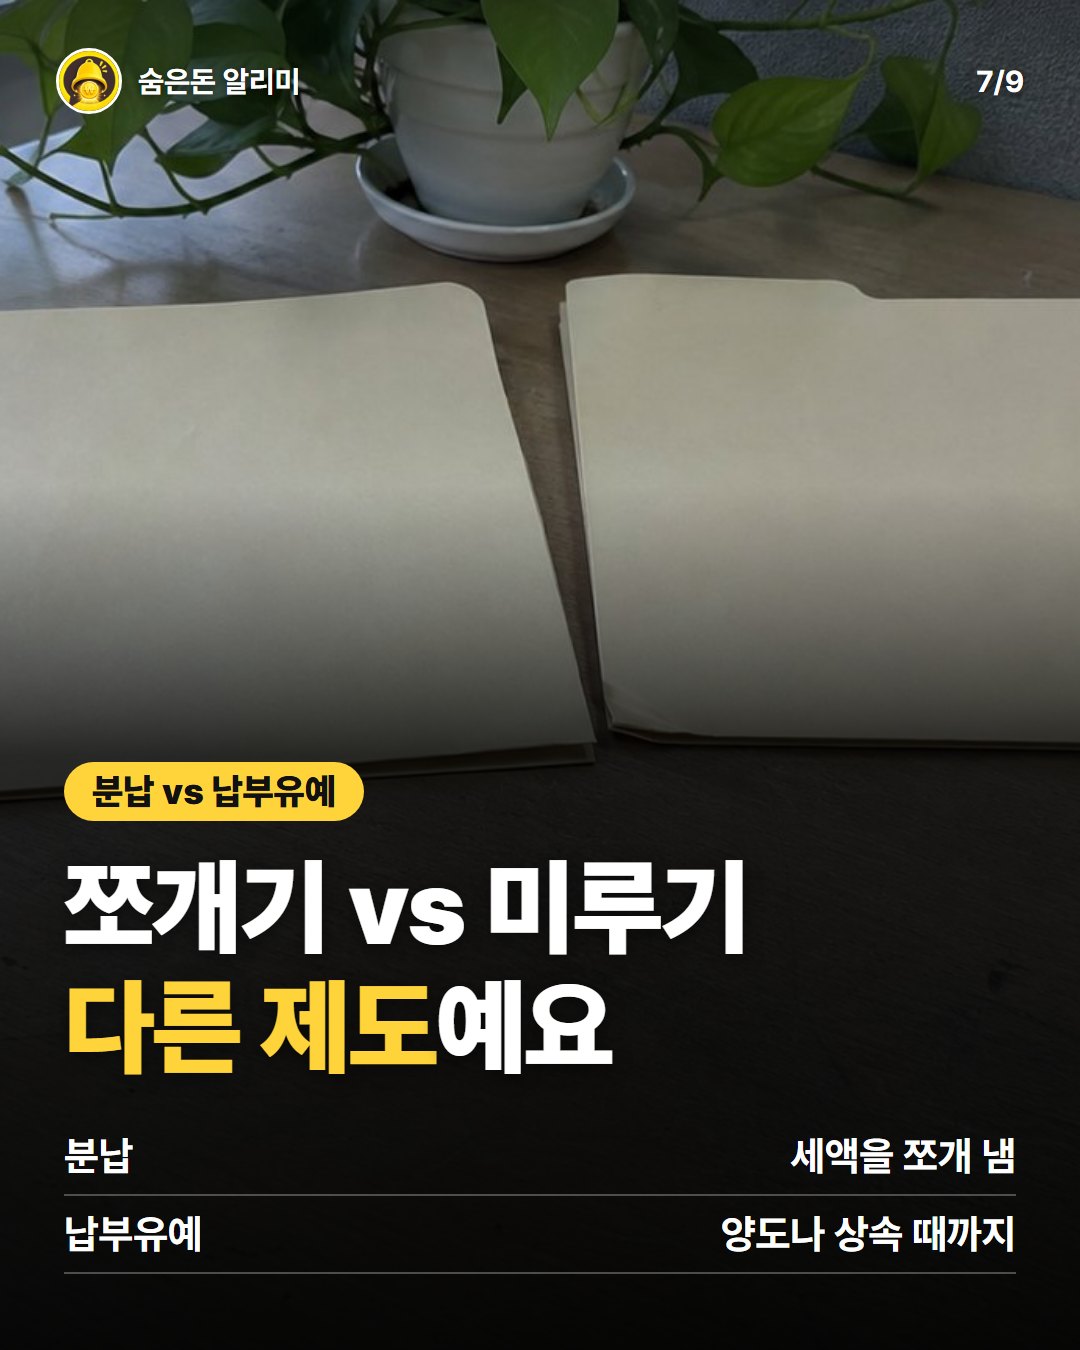 숨은돈 알리미
7/9
분납 vs 납부유예
쪼개기 vs 미루기
다른 제도예요
분납
세액을 쪼개 냄
납부유예
양도나 상속 때까지